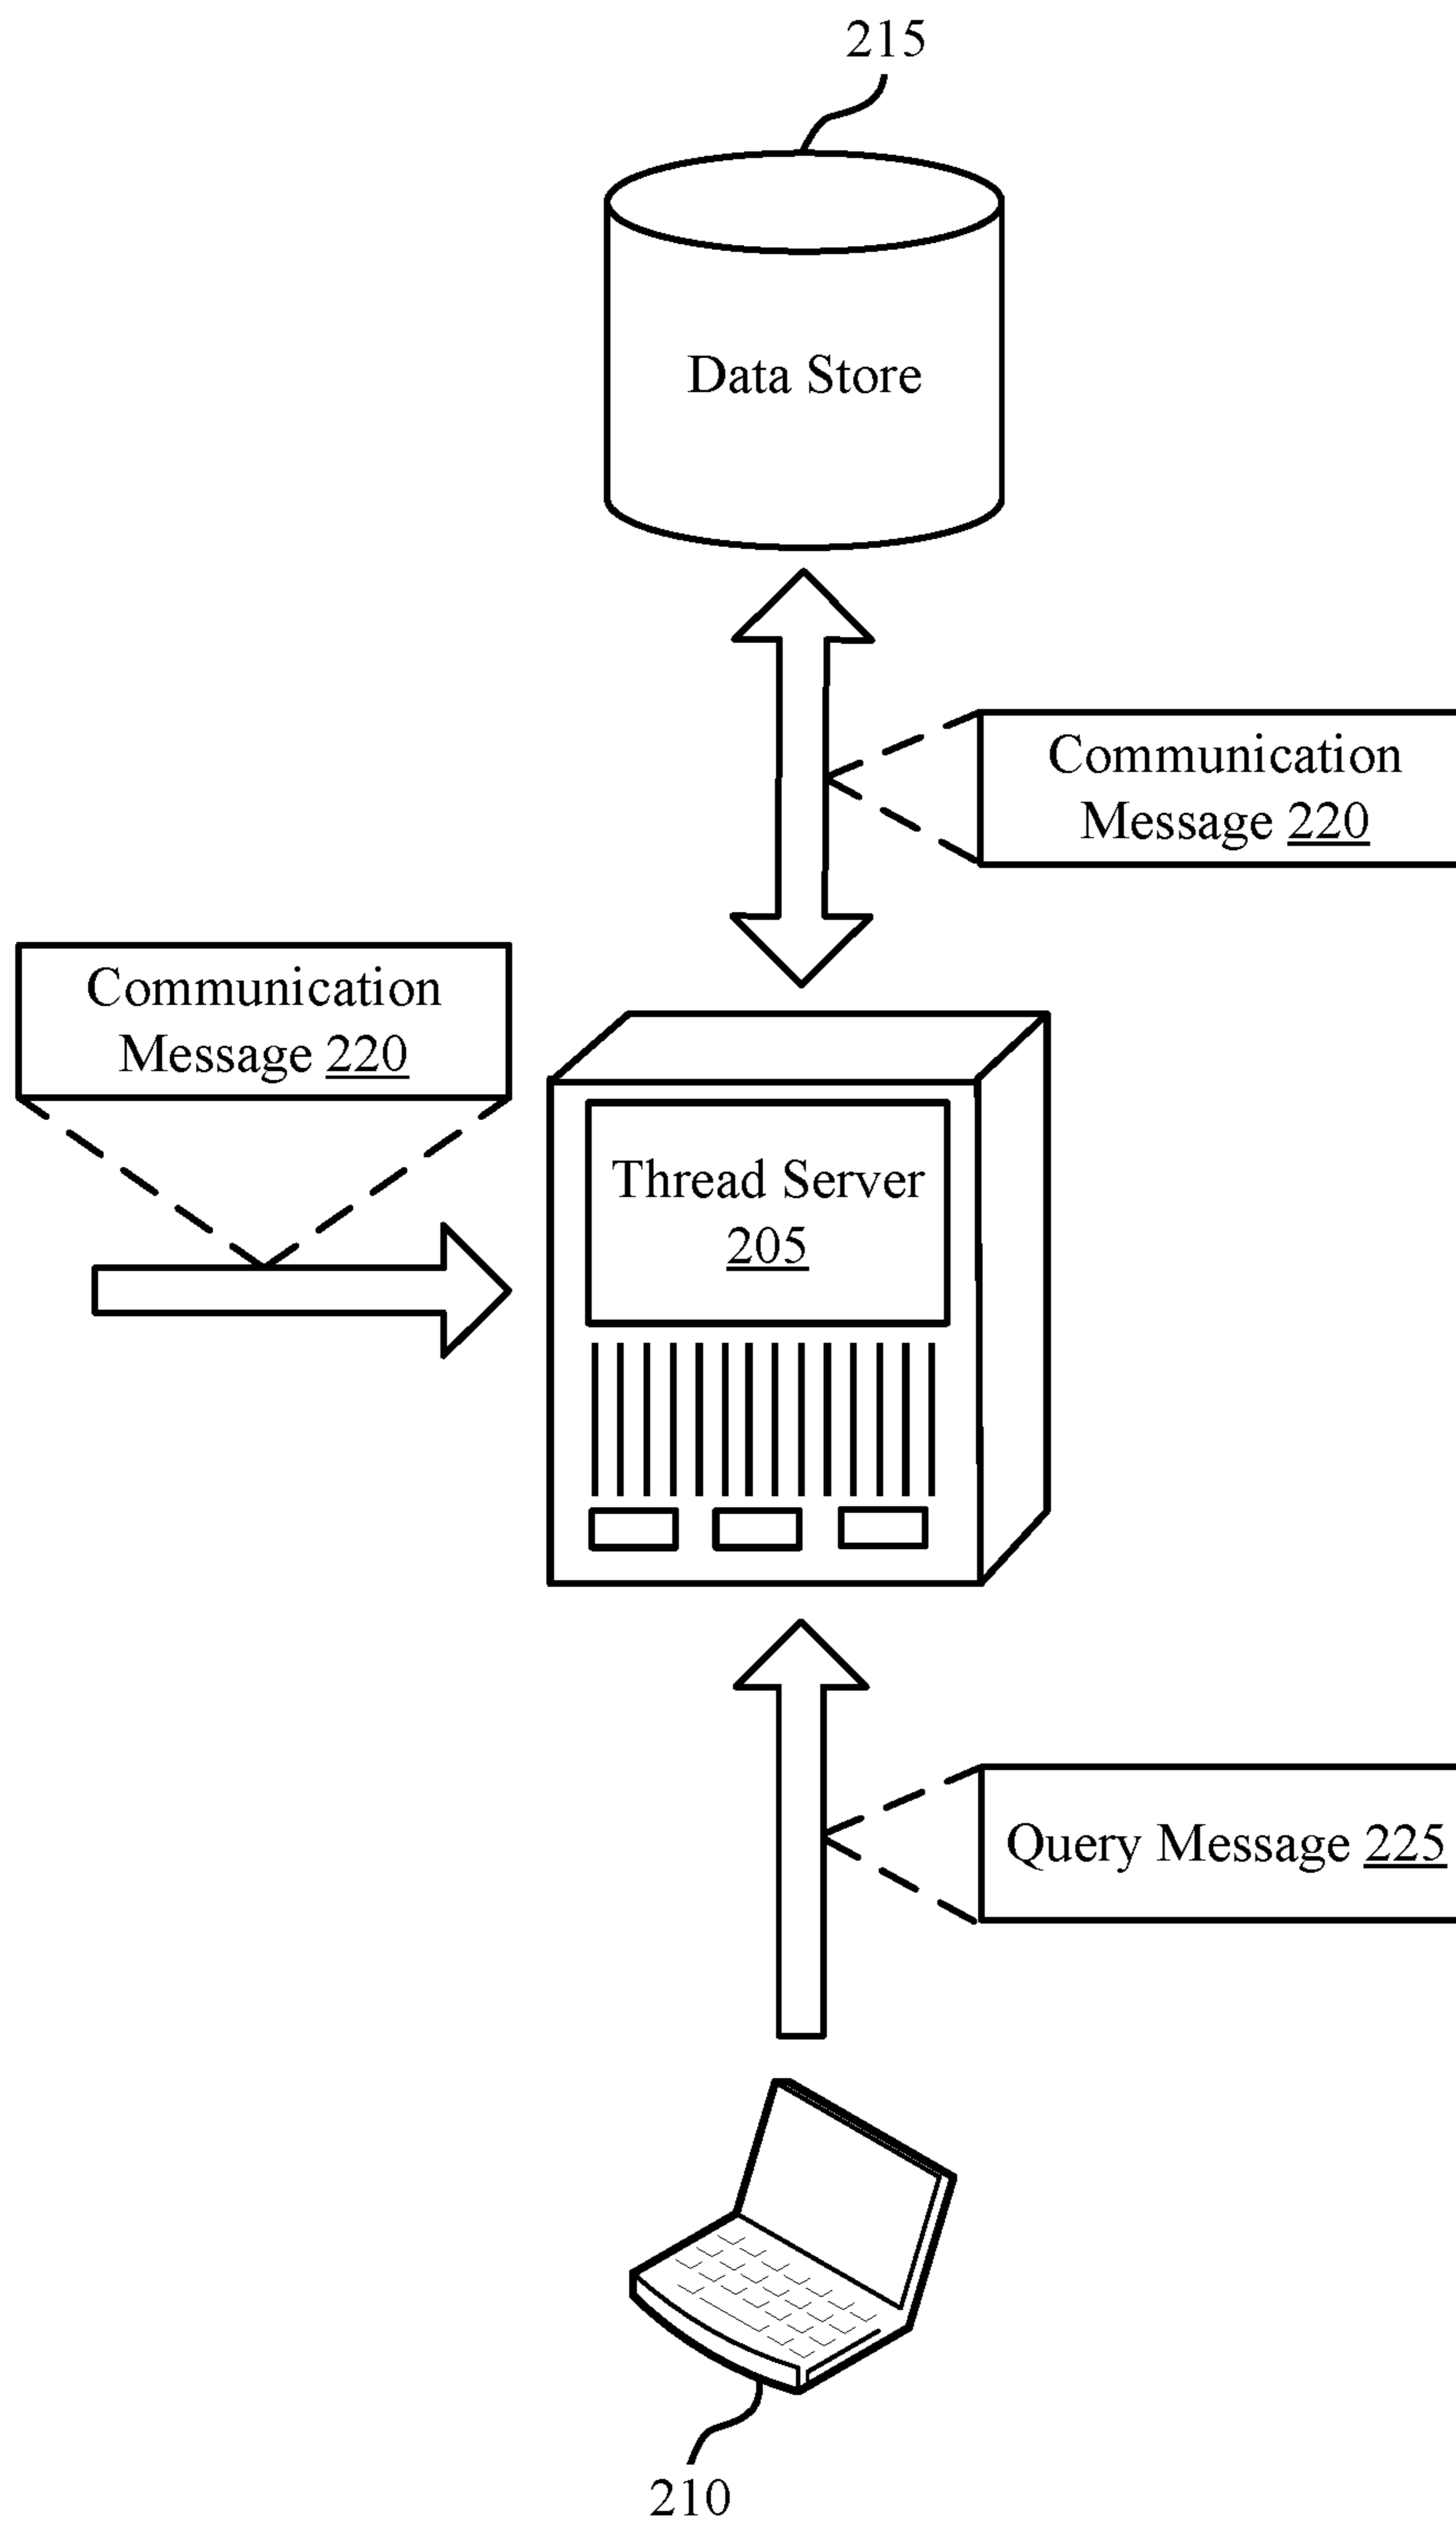 215
Data Store
Communication
Message 220
Communication
Message 220
Thread Server
205
Query Message 225
210